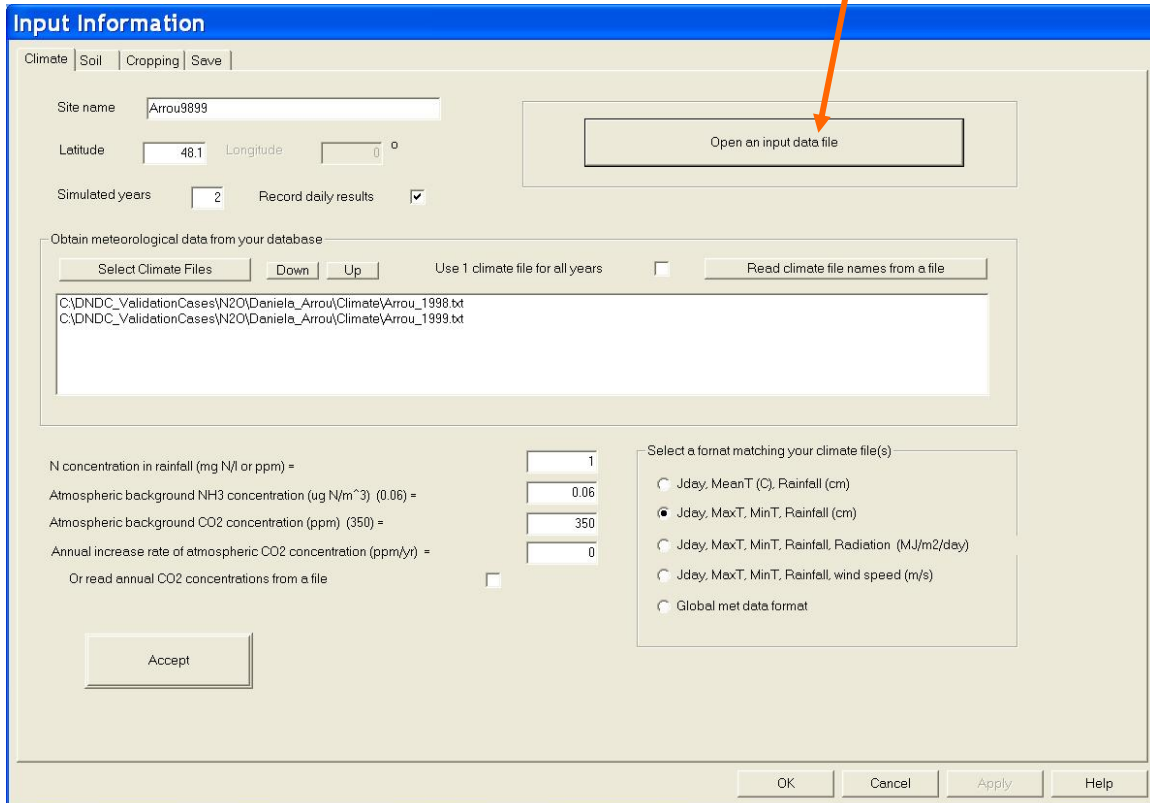 Input Information
Climate Soil Cropping Save
Site name Arrou9899
Open an input data file
Latitude 48.1 Longitude 0 o
Simulated years 2 Record daily results
Obtain meteorological data from your database
Select Climate Files Down Up Use 1 climate file for all years Read climate file names from a file
C:\DNDC_ValidationCases\N2O\Daniela_Arrou\Climate\Arrou_1998.txt
C:\DNDC_ValidationCases\N2O\Daniela_Arrou\Climate\Arrou_1999.txt
N concentration in rainfall (mg N/l or ppm) = 1
Atmospheric background NH3 concentration (ug N/m^3) (0.06) = 0.06
Atmospheric background CO2 concentration (ppm) (350) = 350
Annual increase rate of atmospheric CO2 concentration (ppm/yr) = 0
Or read annual CO2 concentrations from a file
Select a fornat matching your climate file(s)
Jday, MeanT (C), Rainfall (cm)
Jday, MaxT, MinT, Rainfall (cm)
Jday, MaxT, MinT, Rainfall, Radiation (MJ/m2/day)
Jday, MaxT, MinT, Rainfall, wind speed (m/s)
Global met data format
Accept
OK Cancel Apply Help